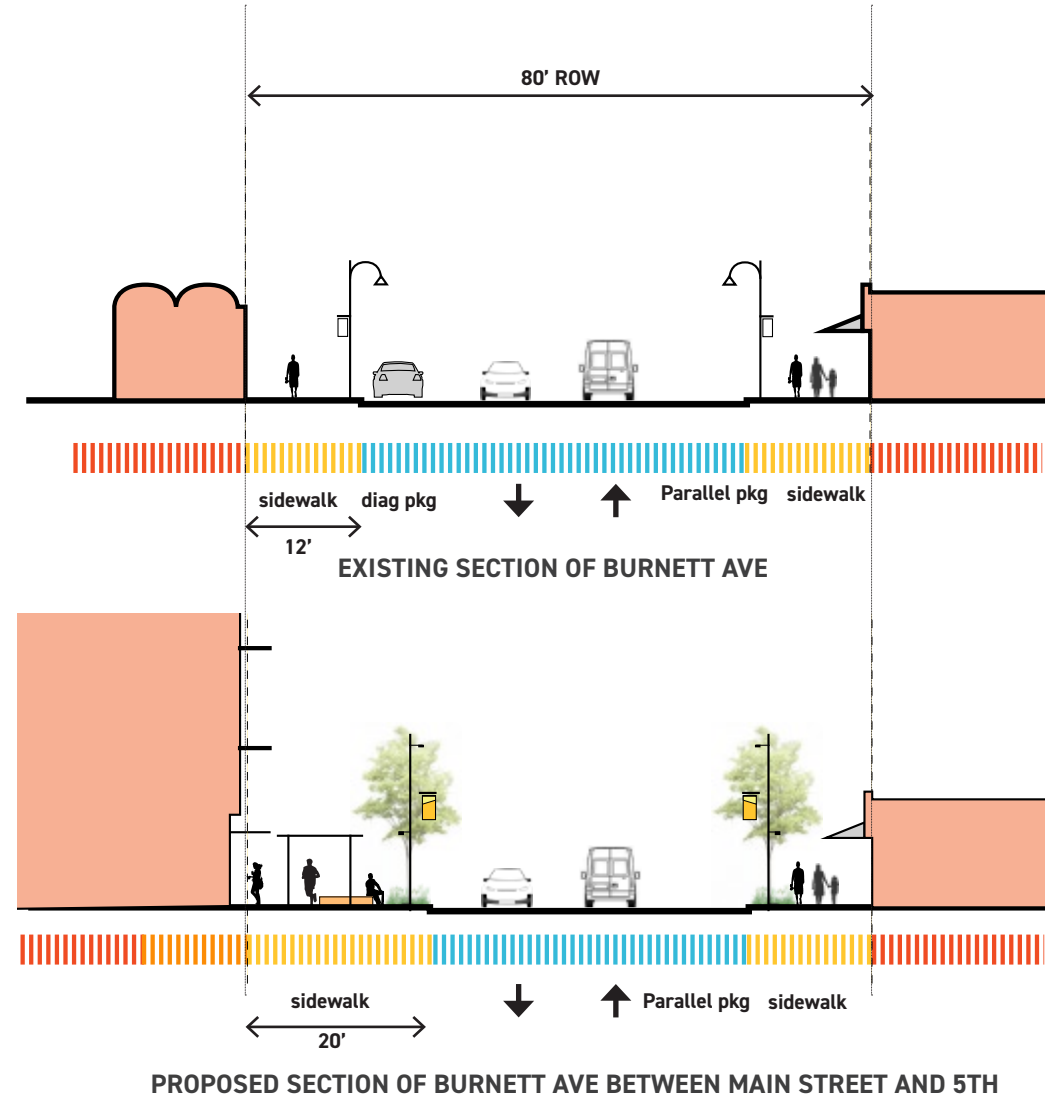 80’ ROW
sidewalk
diag pkg
Parallel pkg
sidewalk
12’
EXISTING SECTION OF BURNETT AVE
sidewalk
Parallel pkg
sidewalk
20’
PROPOSED SECTION OF BURNETT AVE BETWEEN MAIN STREET AND 5TH